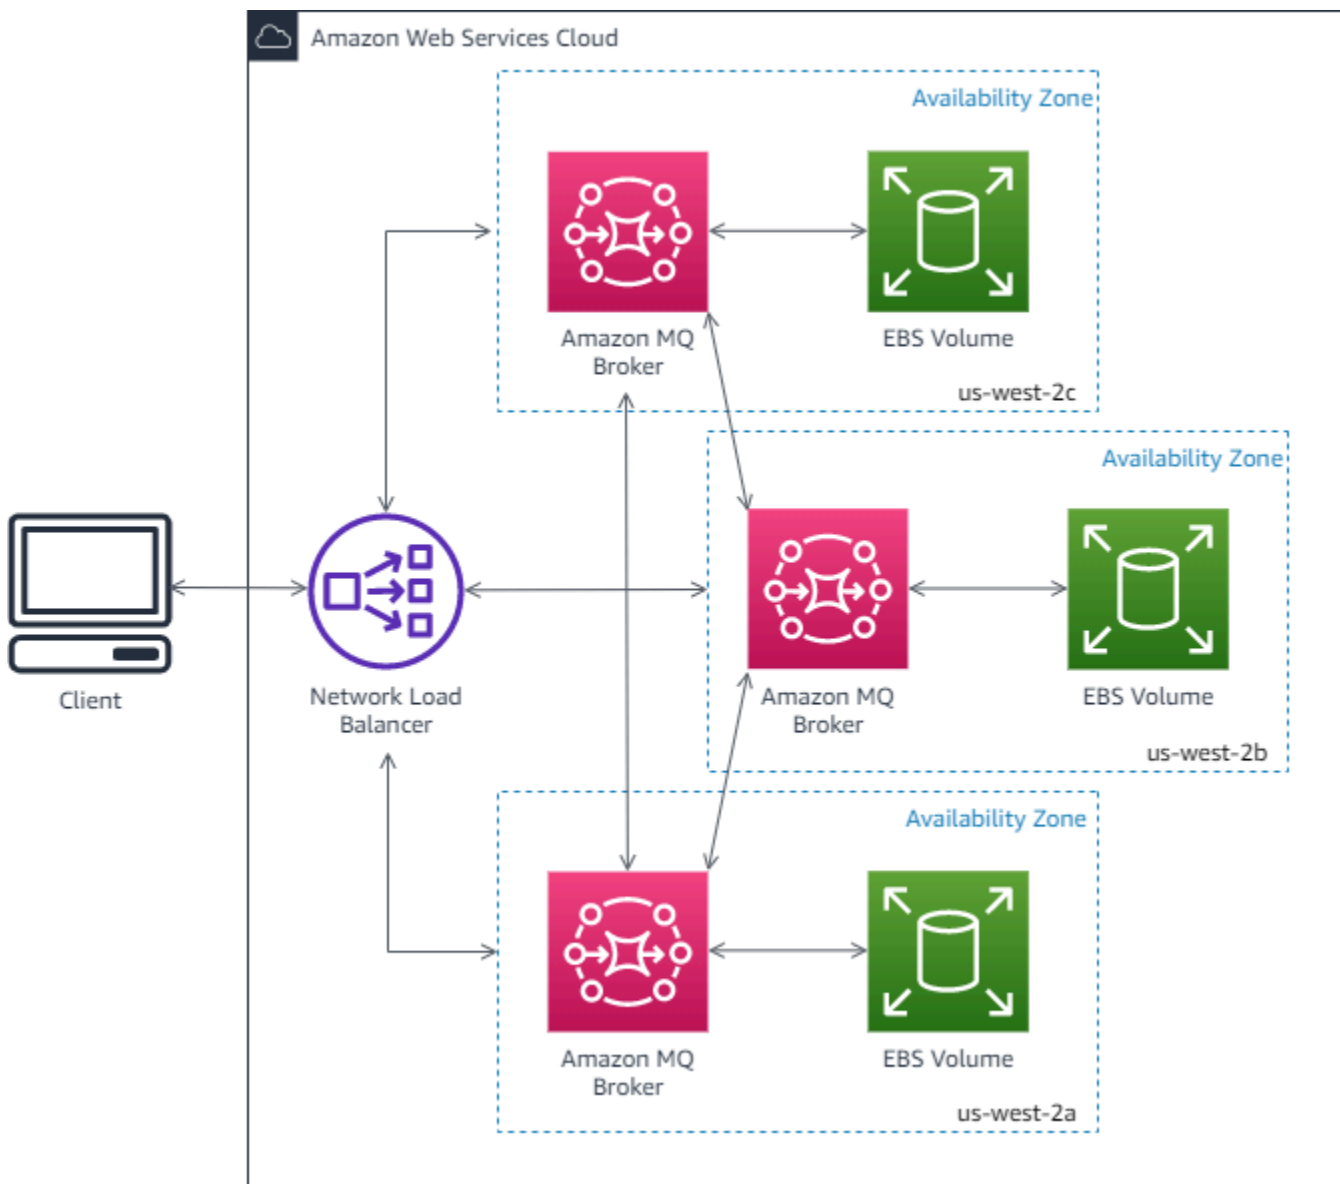 Amazon Web Services Cloud
Availability Zone
Amazon MQ
Broker
EBS Volume
us-west-2c
Availability Zone
Amazon MQ
Broker
EBS Volume
us-west-2b
Client
Network Load
Balancer
Availability Zone
Amazon MQ
Broker
EBS Volume
us-west-2a